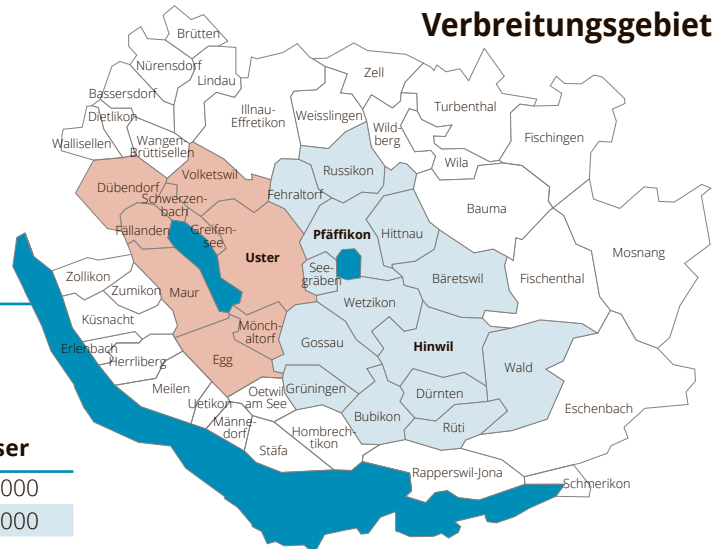 Verbreitungsgebiet
Brütten
Nürensdorf
Lindau
Zell
Bassersdorf
Turbenthal
Dietlikon
Illnau-
Effretikon
Weisslingen
Wild-
berg
Fischingen
Wallisellen
Wangen-
Brüttisellen
Wila
Volketswil
Russikon
Dübendorf
Schwerzen-
bach
Fehraltorf
Bauma
Fällanden
Greifen-
see
Pfäffikon
Hittnau
Mosnang
Uster
See-
gräben
Bäretswil
Fischenthal
Zollikon
Zumikon
Maur
Wetzikon
Küsnacht
Mönch-
altorf
Gossau
Hinwil
Erlenbach
Herrliberg
Egg
Wald
Meilen
Oetwil
am See
Grüningen
Dürnten
Uetikon
Eschenbach
Männe-
dorf
Bubikon
Rüti
Hombrech-
tikon
Stäfa
ser
Rapperswil-Jona
Schmerikon
000
000